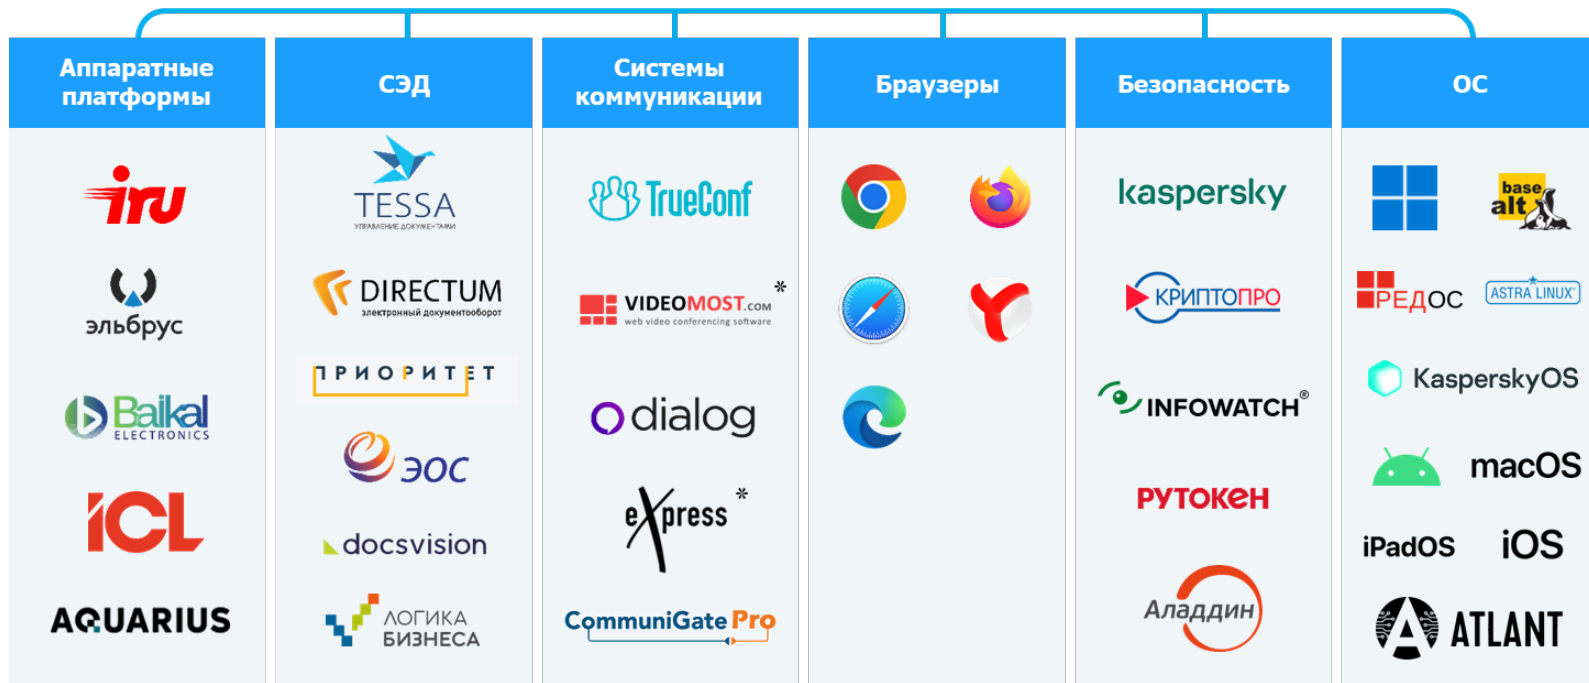 Аппаратные
платформы
iru
эльбрус
Baikal
ELECTRONICS
iCL
AQUARIUS
СЭД
TESSA
УПРАВЛЕНИЕ ДОКУМЕНТАМИ
DIRECTUM
электронный документооборот
ПРИОРИТЕТ
ЭОС
docsvision
ЛОГИКА
БИЗНЕСА
Системы
коммуникации
TrueConf
VIDEOMOST.COM *
web video conferencing software
dialog
eXpress *
CommuniGate Pro
Браузеры
Безопасность
kaspersky
КРИПТОПРО
INFOWATCH®
РУТОКЕН
Аладдин
ОС
base
alt
РЕДОС
ASTRA LINUX®
KasperskyOS
macOS
iPadOS
iOS
ATLANT